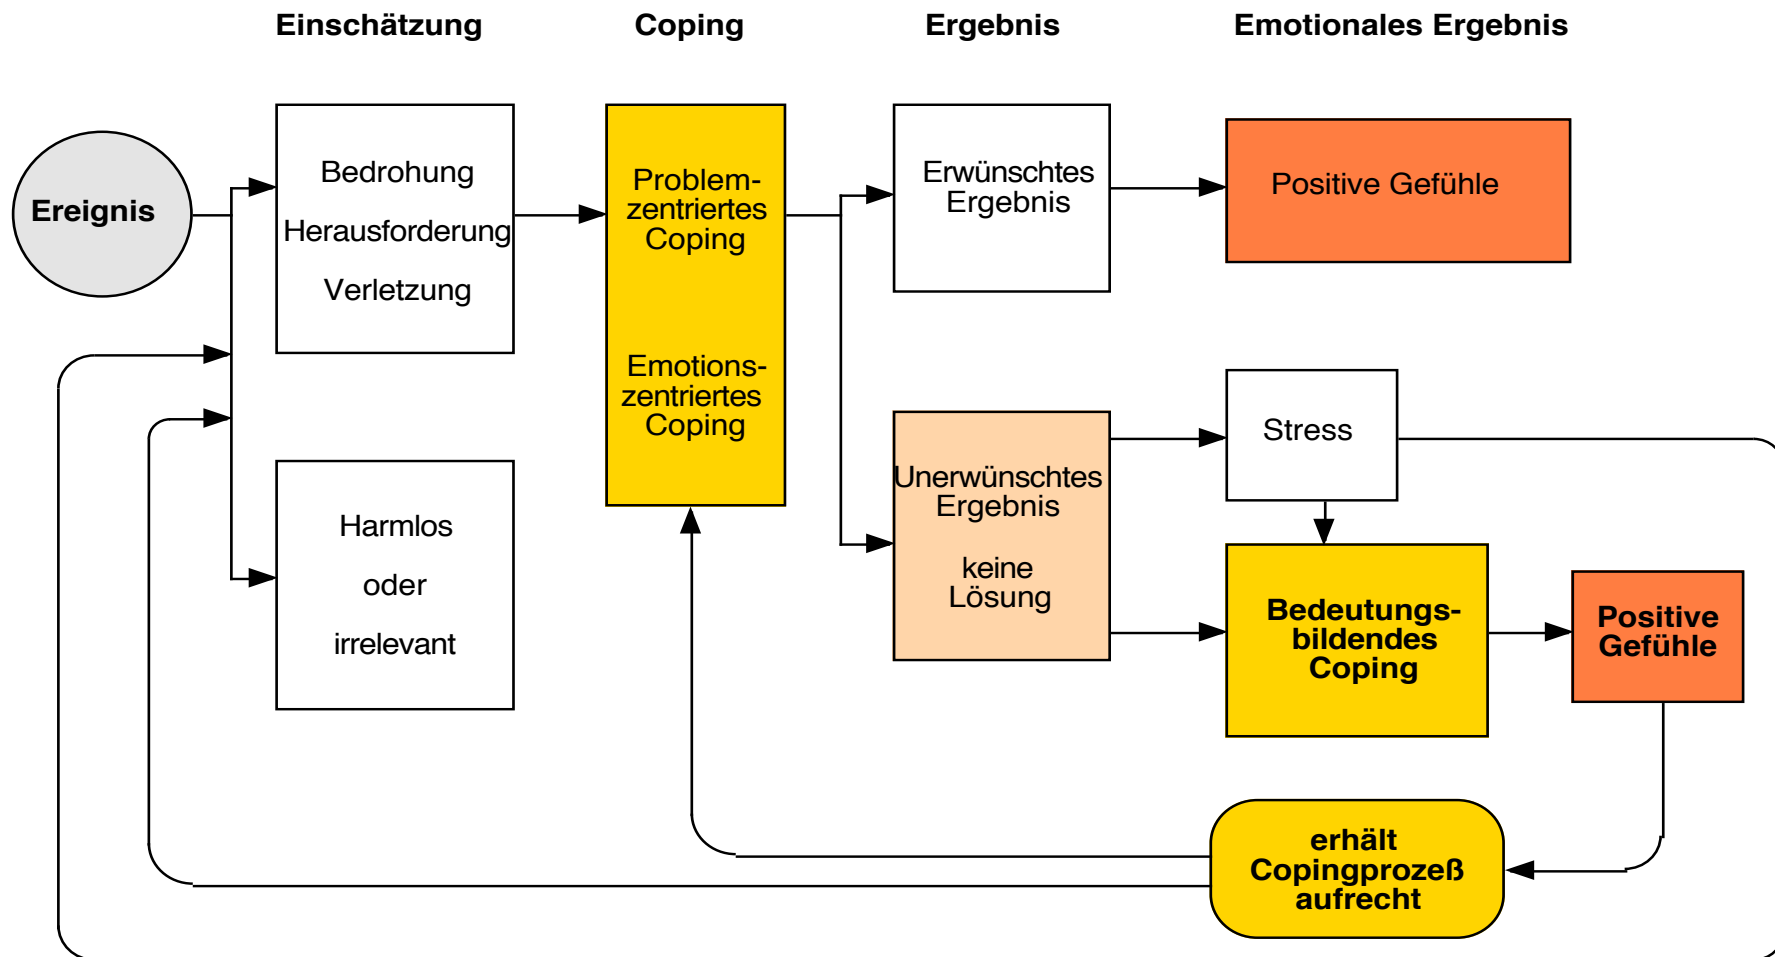 Einschätzung
Coping
Ergebnis
Emotionales Ergebnis
Ereignis
Bedrohung
Herausforderung
Verletzung
Harmlos
oder
irrelevant
Problem-
zentriertes
Coping
Emotions-
zentriertes
Coping
Erwünschtes
Ergebnis
Unerwünschtes
Ergebnis
keine
Lösung
Positive Gefühle
Stress
Bedeutungs-
bildendes
Coping
Positive
Gefühle
erhält
Copingprozeß
aufrecht